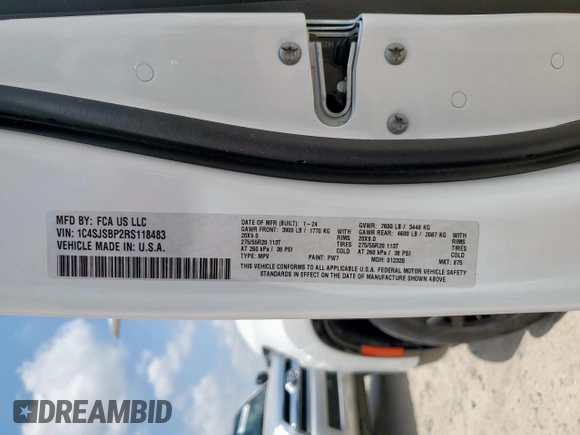 MFD BY: FCA US LLC
VIN: 1C4SJSBP2RS118483
VEHICLE MADE IN: U.S.A.
DATE OF MFR (BUILT): 1-24
GAWR FRONT: 3900 LB / 1770 KG
20X9.0 WITH RIMS
275/55R20 113T
AT 260 kPa / 38 PSI COLD
TYPE: MPV PAINT: PW7
GVWR: 7600 LB / 3448 KG
GAWR REAR: 4600 LB / 2087 KG
20X9.0 WITH RIMS
275/55R20 113T
AT 260 kPa / 38 PSI COLD
MDH: 012320 MKT: 875
THIS VEHICLE CONFORMS TO ALL APPLICABLE U.S.A. FEDERAL MOTOR VEHICLE SAFETY
STANDARDS IN EFFECT ON THE DATE OF MANUFACTURE SHOWN ABOVE.
DREAMBID